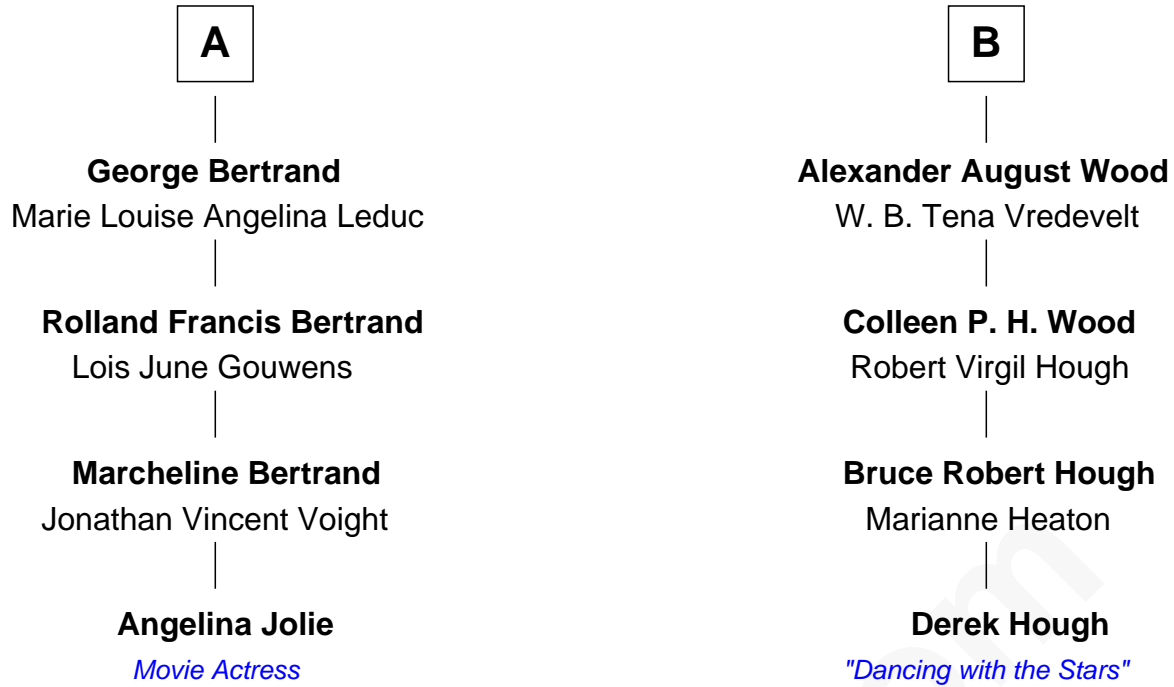 A
George Bertrand
Marie Louise Angelina Leduc
Rolland Francis Bertrand
Lois June Gouwens
Marcheline Bertrand
Jonathan Vincent Voight
Angelina Jolie
Movie Actress
B
Alexander August Wood
W. B. Tena Vredevelt
Colleen P. H. Wood
Robert Virgil Hough
Bruce Robert Hough
Marianne Heaton
Derek Hough
"Dancing with the Stars"